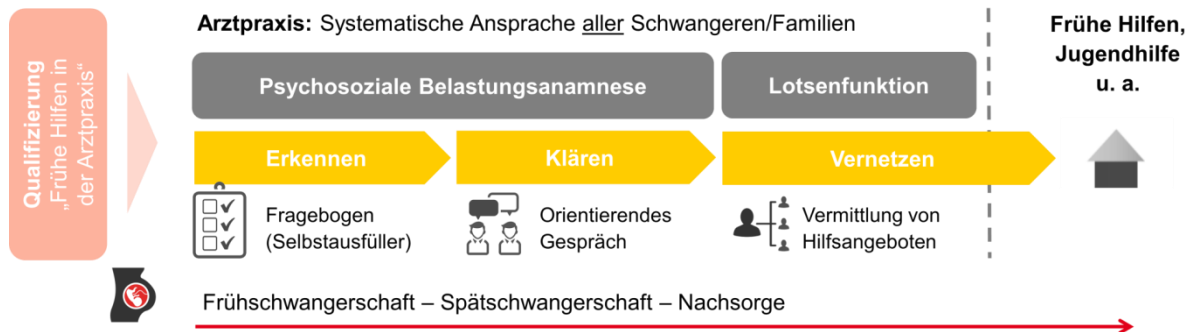 Qualifizierung
„Frühe Hilfen in
der Arztpraxis“
Arztpraxis: Systematische Ansprache aller Schwangeren/Familien
Psychosoziale Belastungsanamnese
Lotsenfunktion
Frühe Hilfen,
Jugendhilfe
u. a.
Erkennen
Klären
Vernetzen
Fragebogen
(Selbstausfüller)
Orientierendes
Gespräch
Vermittlung von
Hilfsangeboten
Frühschwangerschaft – Spätschwangerschaft – Nachsorge